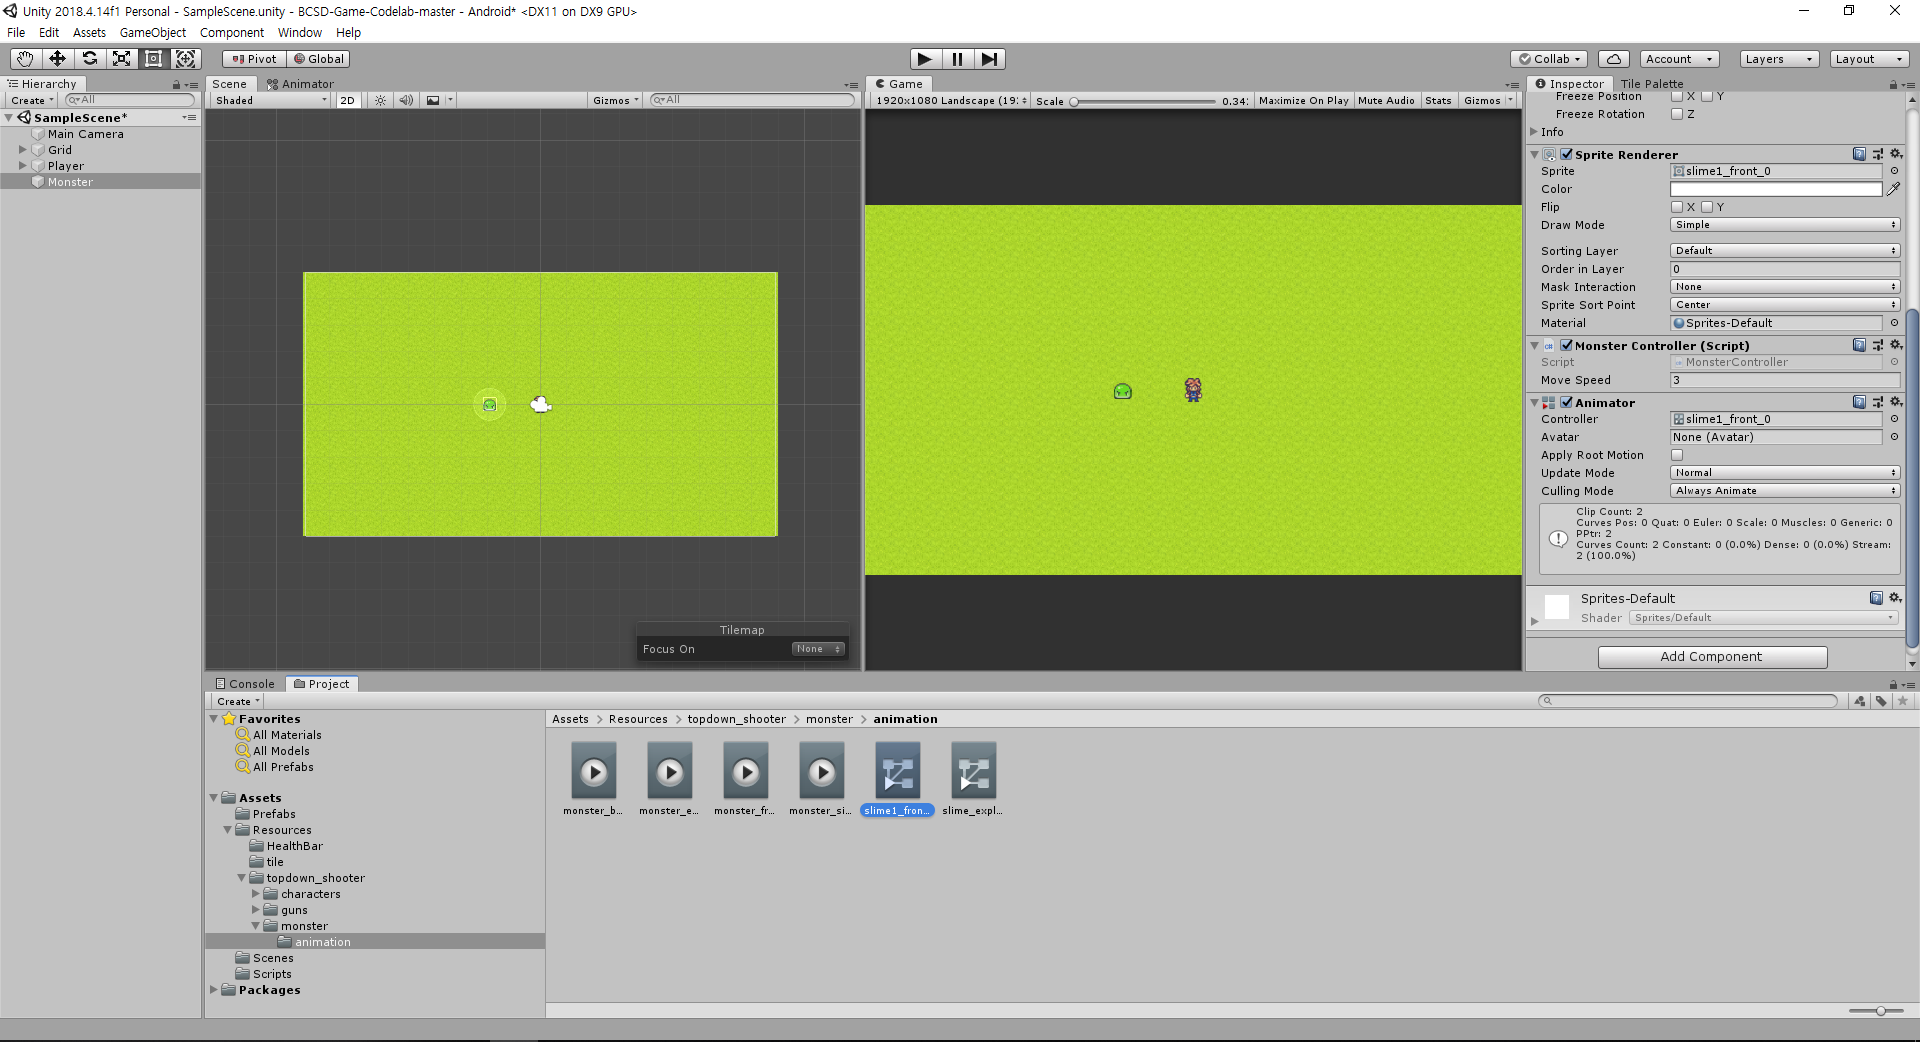 Unity 2018.4.14f1 Personal - SampleScene.unity - BCSD-Game-Codelab-master - Android* <DX11 on DX9 GPU>
File Edit Assets GameObject Component Window Help
Pivot Global Collab Account Layers Layout
Hierarchy
Create All
SampleScene*
Main Camera
Grid
Player
Monster
Scene Animator
Shaded 2D Gizmos All
Tilemap
Focus On None
Game
1920x1080 Landscape (19: Scale 0.34: Maximize On Play Mute Audio Stats Gizmos
Inspector Tile Palette
Freeze Position X Y
Freeze Rotation Z
Info
Sprite Renderer
Sprite slime1_front_0
Color
Flip X Y
Draw Mode Simple
Sorting Layer Default
Order in Layer 0
Mask Interaction None
Sprite Sort Point Center
Material Sprites-Default
Monster Controller (Script)
Script MonsterController
Move Speed 3
Animator
Controller slime1_front_0
Avatar None (Avatar)
Apply Root Motion
Update Mode Normal
Culling Mode Always Animate
Clip Count: 2
Curves Pos: 0 Quat: 0 Euler: 0 Scale: 0 Muscles: 0 Generic: 0
PPtr: 2
Curves Count: 2 Constant: 0 (0.0%) Dense: 0 (0.0%) Stream:
2 (100.0%)
Sprites-Default
Shader Sprites/Default
Add Component
Console Project
Create
Favorites
All Materials
All Models
All Prefabs
Assets
Prefabs
Resources
HealthBar
tile
topdown_shooter
characters
guns
monster
animation
Scenes
Scripts
Packages
Assets > Resources > topdown_shooter > monster > animation
monster_b... monster_e... monster_fr... monster_si... slime1_fron... slime_expl...